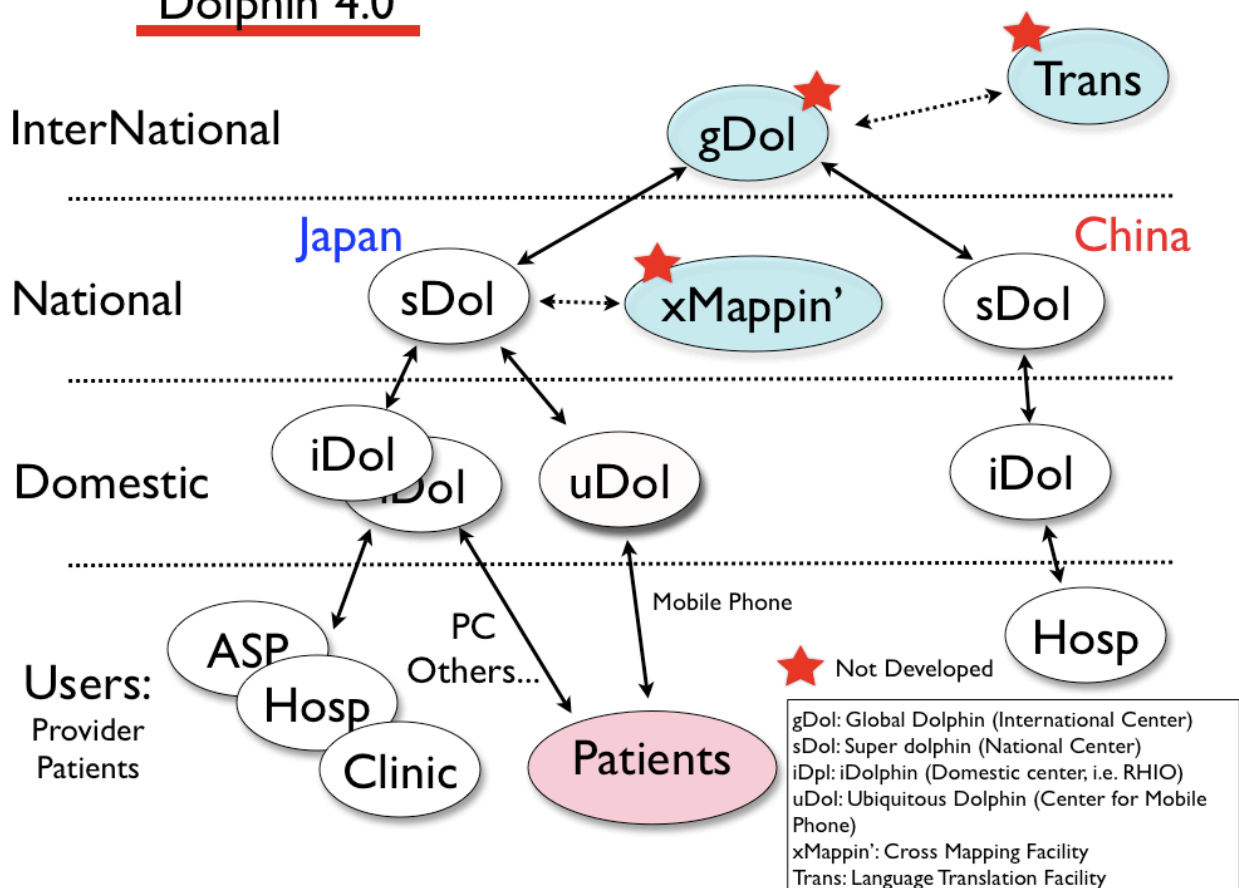 Dolphin 4.0
Trans
InterNational
gDol
Japan
China
National
sDol
xMappin’
sDol
Domestic
iDol
iDol
uDol
iDol
Mobile Phone
PC
Others...
ASP
Hosp
Clinic
Users:
Provider
Patients
Patients
Hosp
Not Developed
gDol: Global Dolphin (International Center)
sDol: Super dolphin (National Center)
iDpl: iDolphin (Domestic center, i.e. RHIO)
uDol: Ubiquitous Dolphin (Center for Mobile
Phone)
xMappin’: Cross Mapping Facility
Trans: Language Translation Facility